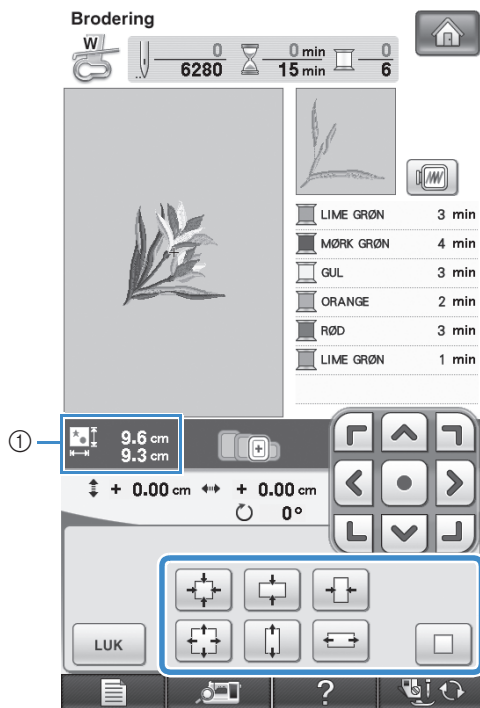 Brodering
W
0 0 min 0
6280 15 min 6
LIME GRØN 3 min
MØRK GRØN 4 min
GUL 3 min
ORANGE 2 min
RØD 3 min
LIME GRØN 1 min
① 9.6 cm
9.3 cm
+ 0.00 cm + 0.00 cm
0°
LUK
?